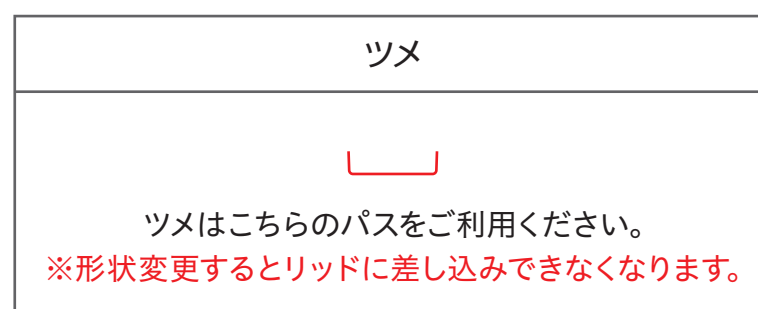 ツメ
ツメはこちらのパスをご利用ください。
※形状変更するとリッドに差し込みできなくなります。